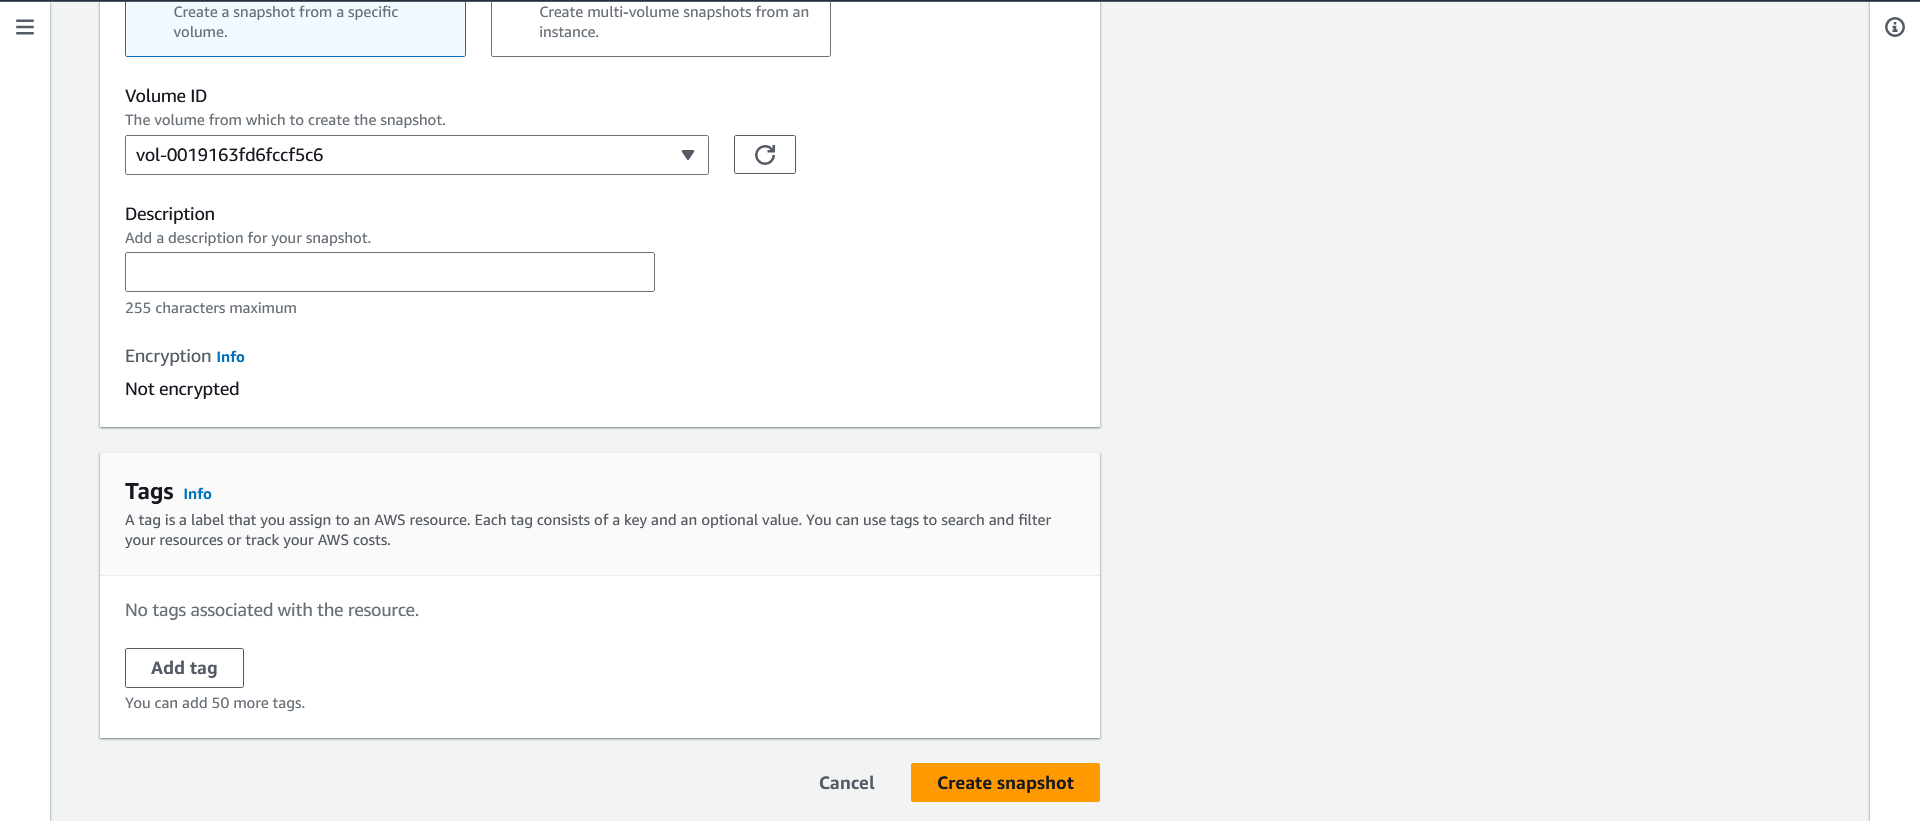 Create a snapshot from a specific
volume.
Create multi-volume snapshots from an
instance.
Volume ID
The volume from which to create the snapshot.
vol-0019163fd6fccf5c6
Description
Add a description for your snapshot.
255 characters maximum
Encryption Info
Not encrypted
Tags Info
A tag is a label that you assign to an AWS resource. Each tag consists of a key and an optional value. You can use tags to search and filter
your resources or track your AWS costs.
No tags associated with the resource.
Add tag
You can add 50 more tags.
Cancel
Create snapshot